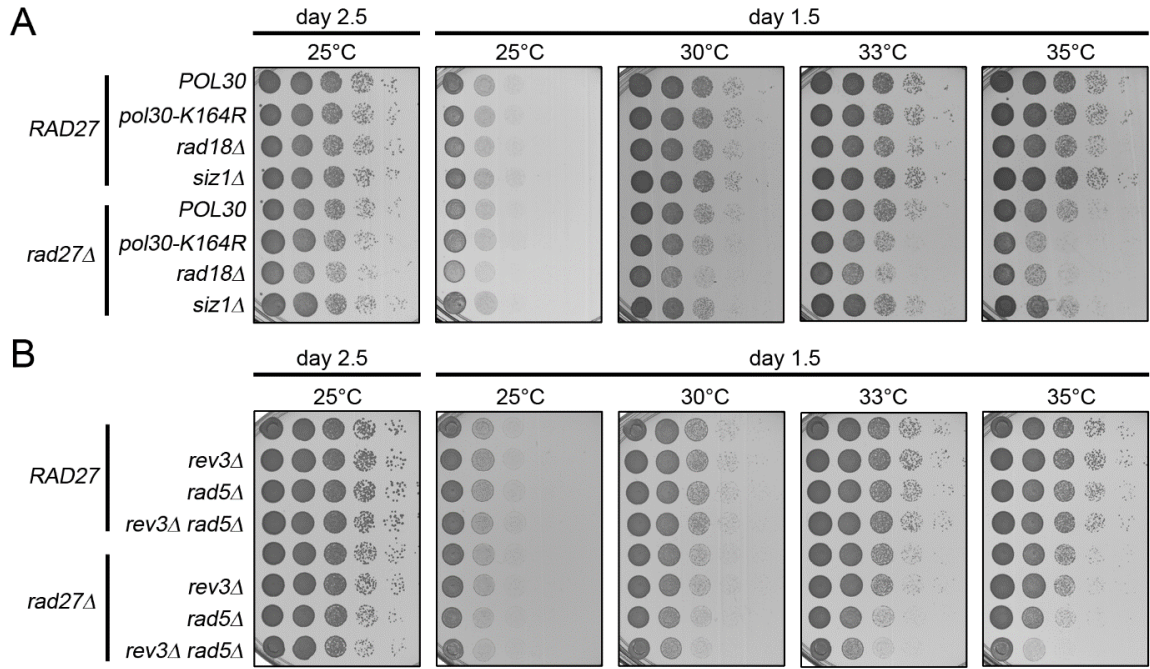 A
day 2.5
day 1.5
25°C
25°C
30°C
33°C
35°C
RAD27
POL30
pol30-K164R
rad18Δ
siz1Δ
rad27Δ
POL30
pol30-K164R
rad18Δ
siz1Δ
B
day 2.5
day 1.5
25°C
25°C
30°C
33°C
35°C
RAD27
rev3Δ
rad5Δ
rev3Δ rad5Δ
rad27Δ
rev3Δ
rad5Δ
rev3Δ rad5Δ